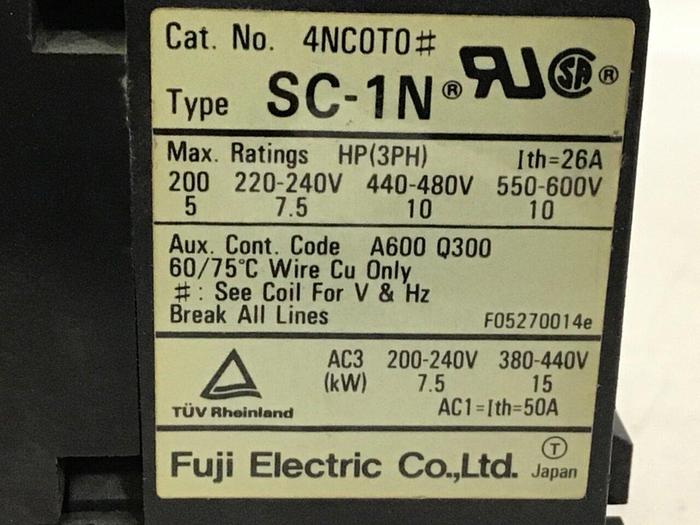 Cat. No. 4NC0T0#
Type SC-1N® RU SA ®
Max. Ratings HP(3PH) Ith=26A
200 220-240V 440-480V 550-600V
5 7.5 10 10
Aux. Cont. Code A600 Q300
60/75°C Wire Cu Only
#: See Coil For V & Hz
Break All Lines F05270014e
AC3 200-240V 380-440V
(kW) 7.5 15
TÜV Rheinland AC1=Ith=50A
Fuji Electric Co.,Ltd. T Japan